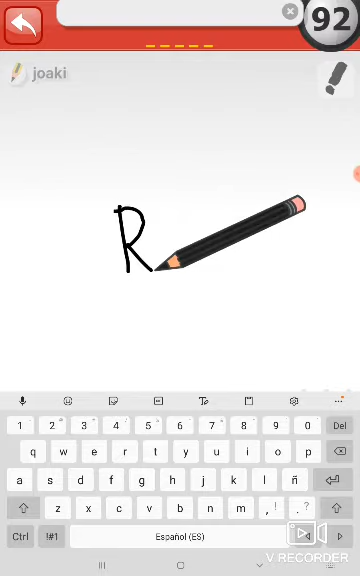 92
joaki
R
1 2 3 4 5 6 7 8 9 0 Del
q w e r t y u i o p
a s d f g h j k l ñ
z x c v b n m , ! . ?
Ctrl !#1 Español (ES)
V RECORDER